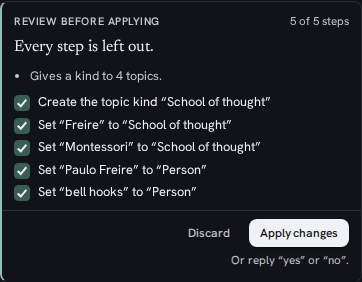 REVIEW BEFORE APPLYING 5 of 5 steps
Every step is left out.
• Gives a kind to 4 topics.
Create the topic kind “School of thought”
Set “Freire” to “School of thought”
Set “Montessori” to “School of thought”
Set “Paulo Freire” to “Person”
Set “bell hooks” to “Person”
Discard Apply changes
Or reply “yes” or “no”.